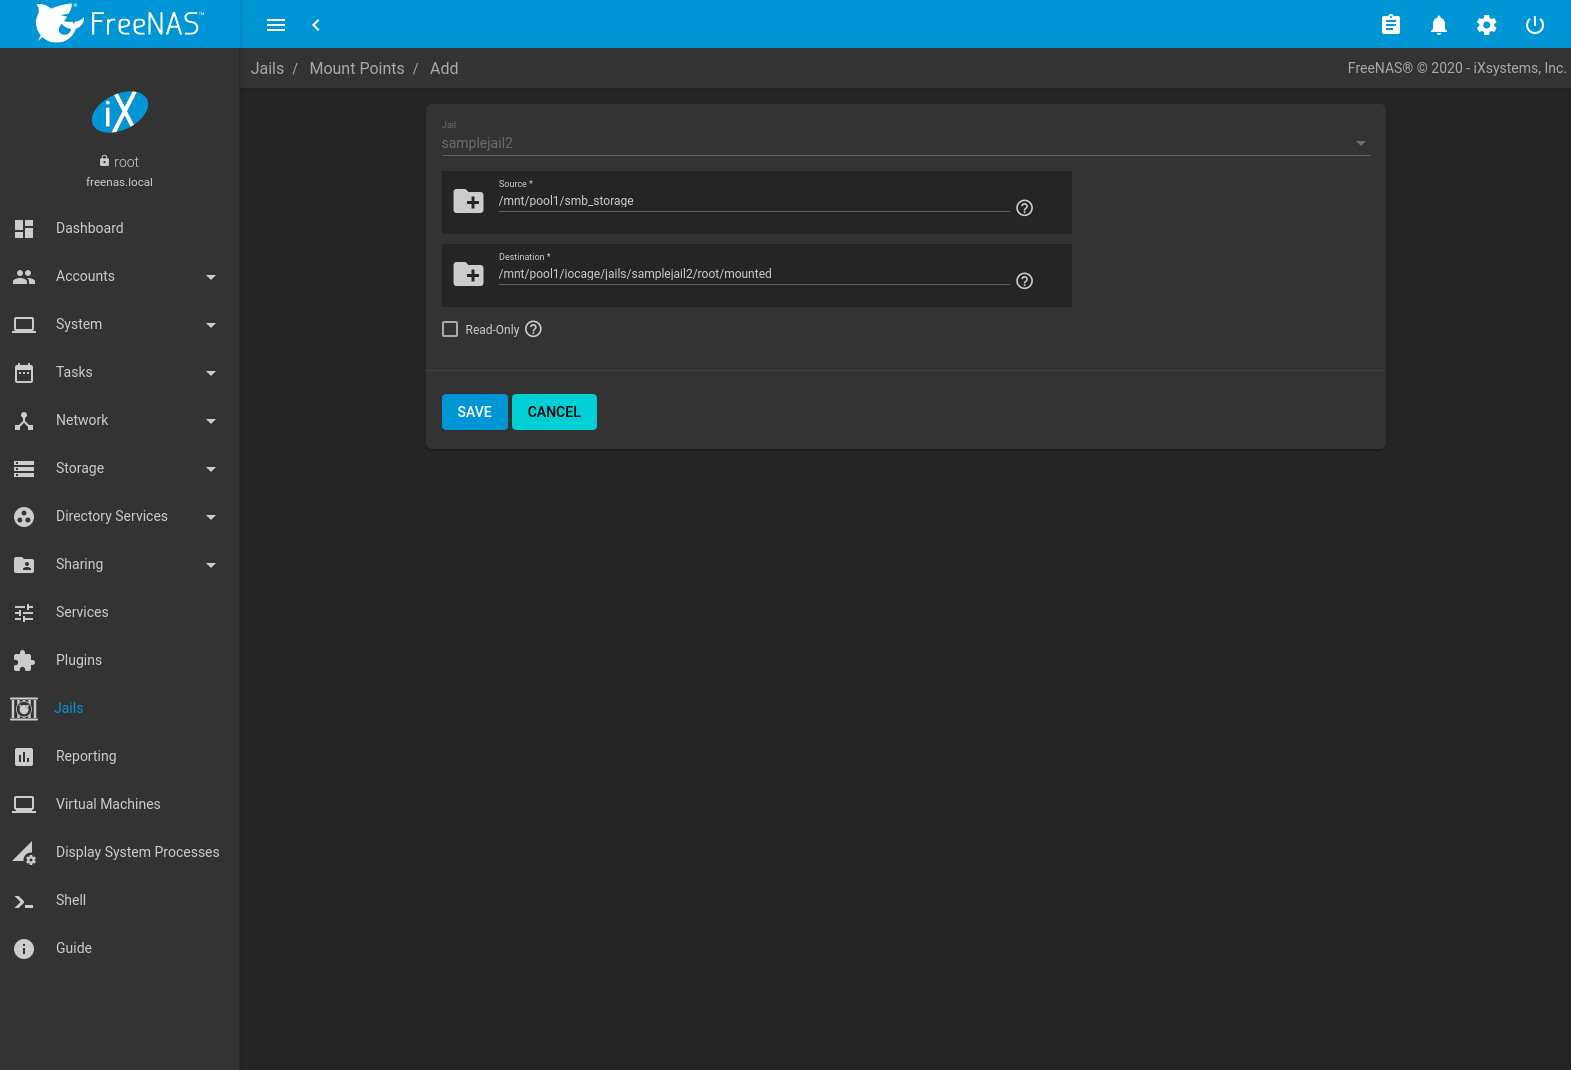 FreeNAS™
Jails / Mount Points / Add
FreeNAS® © 2020 - iXsystems, Inc.
iX
root
freenas.local
Dashboard
Accounts
System
Tasks
Network
Storage
Directory Services
Sharing
Services
Plugins
Jails
Reporting
Virtual Machines
Display System Processes
Shell
Guide
Jail
samplejail2
Source *
/mnt/pool1/smb_storage
Destination *
/mnt/pool1/iocage/jails/samplejail2/root/mounted
Read-Only
SAVE CANCEL